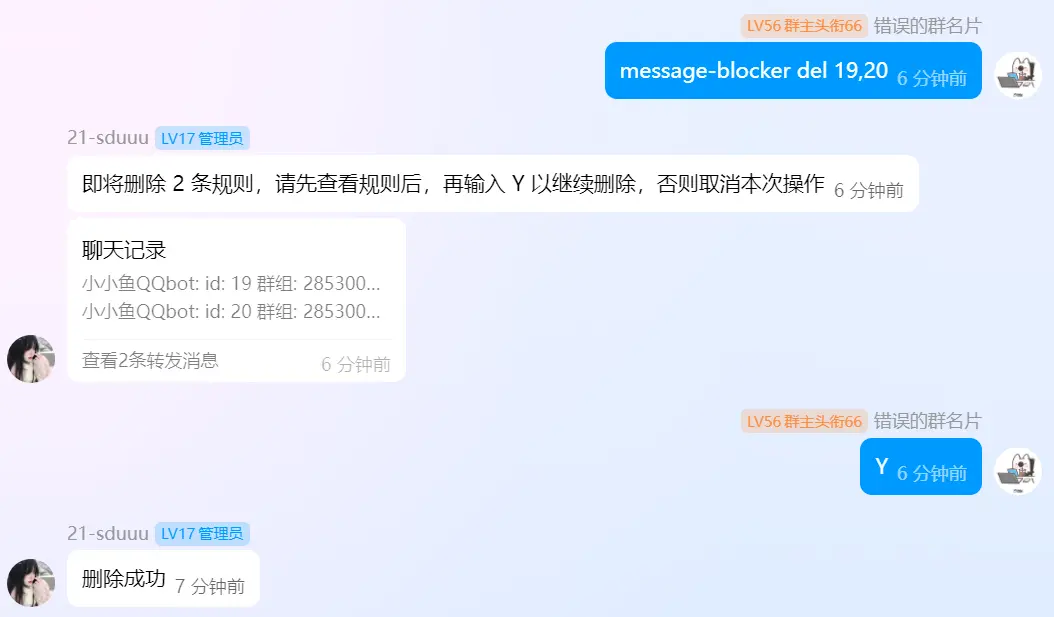 LV56 群主头衔66 错误的群名片
message-blocker del 19,20 6 分钟前
21-sduuu LV17 管理员
即将删除 2 条规则，请先查看规则后，再输入 Y 以继续删除，否则取消本次操作 6 分钟前
聊天记录
小小鱼QQbot: id: 19 群组: 285300...
小小鱼QQbot: id: 20 群组: 285300...
查看2条转发消息 6 分钟前
LV56 群主头衔66 错误的群名片
Y 6 分钟前
21-sduuu LV17 管理员
删除成功 7 分钟前